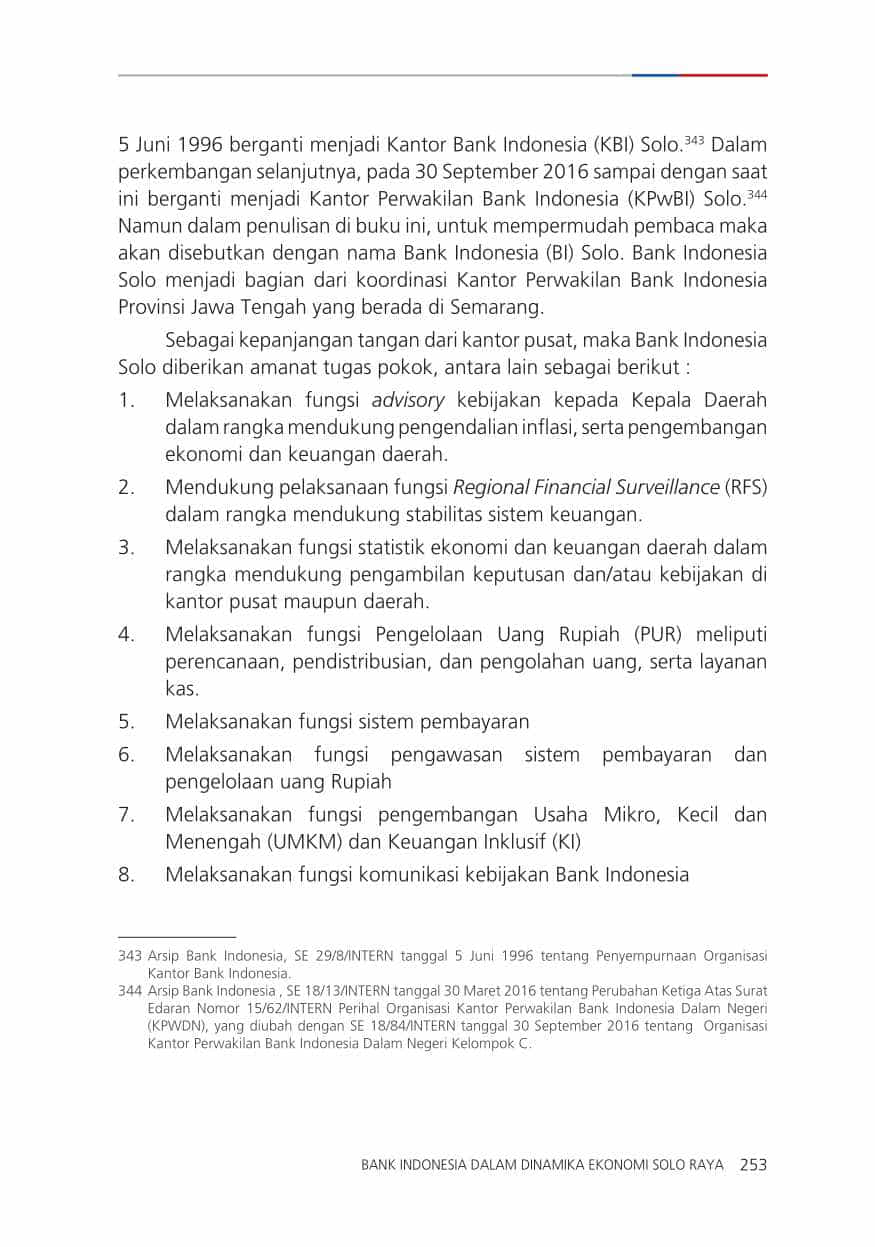 5 Juni 1996 berganti menjadi Kantor Bank Indonesia (KBI) Solo.343 Dalam
perkembangan selanjutnya, pada 30 September 2016 sampai dengan saat
ini berganti menjadi Kantor Perwakilan Bank Indonesia (KPwBI) Solo.344
Namun dalam penulisan di buku ini, untuk mempermudah pembaca maka
akan disebutkan dengan nama Bank Indonesia (BI) Solo. Bank Indonesia
Solo menjadi bagian dari koordinasi Kantor Perwakilan Bank Indonesia
Provinsi Jawa Tengah yang berada di Semarang.
Sebagai kepanjangan tangan dari kantor pusat, maka Bank Indonesia
Solo diberikan amanat tugas pokok, antara lain sebagai berikut :
1. Melaksanakan fungsi advisory kebijakan kepada Kepala Daerah
dalam rangka mendukung pengendalian inflasi, serta pengembangan
ekonomi dan keuangan daerah.
2. Mendukung pelaksanaan fungsi Regional Financial Surveillance (RFS)
dalam rangka mendukung stabilitas sistem keuangan.
3. Melaksanakan fungsi statistik ekonomi dan keuangan daerah dalam
rangka mendukung pengambilan keputusan dan/atau kebijakan di
kantor pusat maupun daerah.
4. Melaksanakan fungsi Pengelolaan Uang Rupiah (PUR) meliputi
perencanaan, pendistribusian, dan pengolahan uang, serta layanan
kas.
5. Melaksanakan fungsi sistem pembayaran
6. Melaksanakan fungsi pengawasan sistem pembayaran dan
pengelolaan uang Rupiah
7. Melaksanakan fungsi pengembangan Usaha Mikro, Kecil dan
Menengah (UMKM) dan Keuangan Inklusif (KI)
8. Melaksanakan fungsi komunikasi kebijakan Bank Indonesia
343 Arsip Bank Indonesia, SE 29/8/INTERN tanggal 5 Juni 1996 tentang Penyempurnaan Organisasi
Kantor Bank Indonesia.
344 Arsip Bank Indonesia , SE 18/13/INTERN tanggal 30 Maret 2016 tentang Perubahan Ketiga Atas Surat
Edaran Nomor 15/62/INTERN Perihal Organisasi Kantor Perwakilan Bank Indonesia Dalam Negeri
(KPWDN), yang diubah dengan SE 18/84/INTERN tanggal 30 September 2016 tentang Organisasi
Kantor Perwakilan Bank Indonesia Dalam Negeri Kelompok C.
BANK INDONESIA DALAM DINAMIKA EKONOMI SOLO RAYA 253